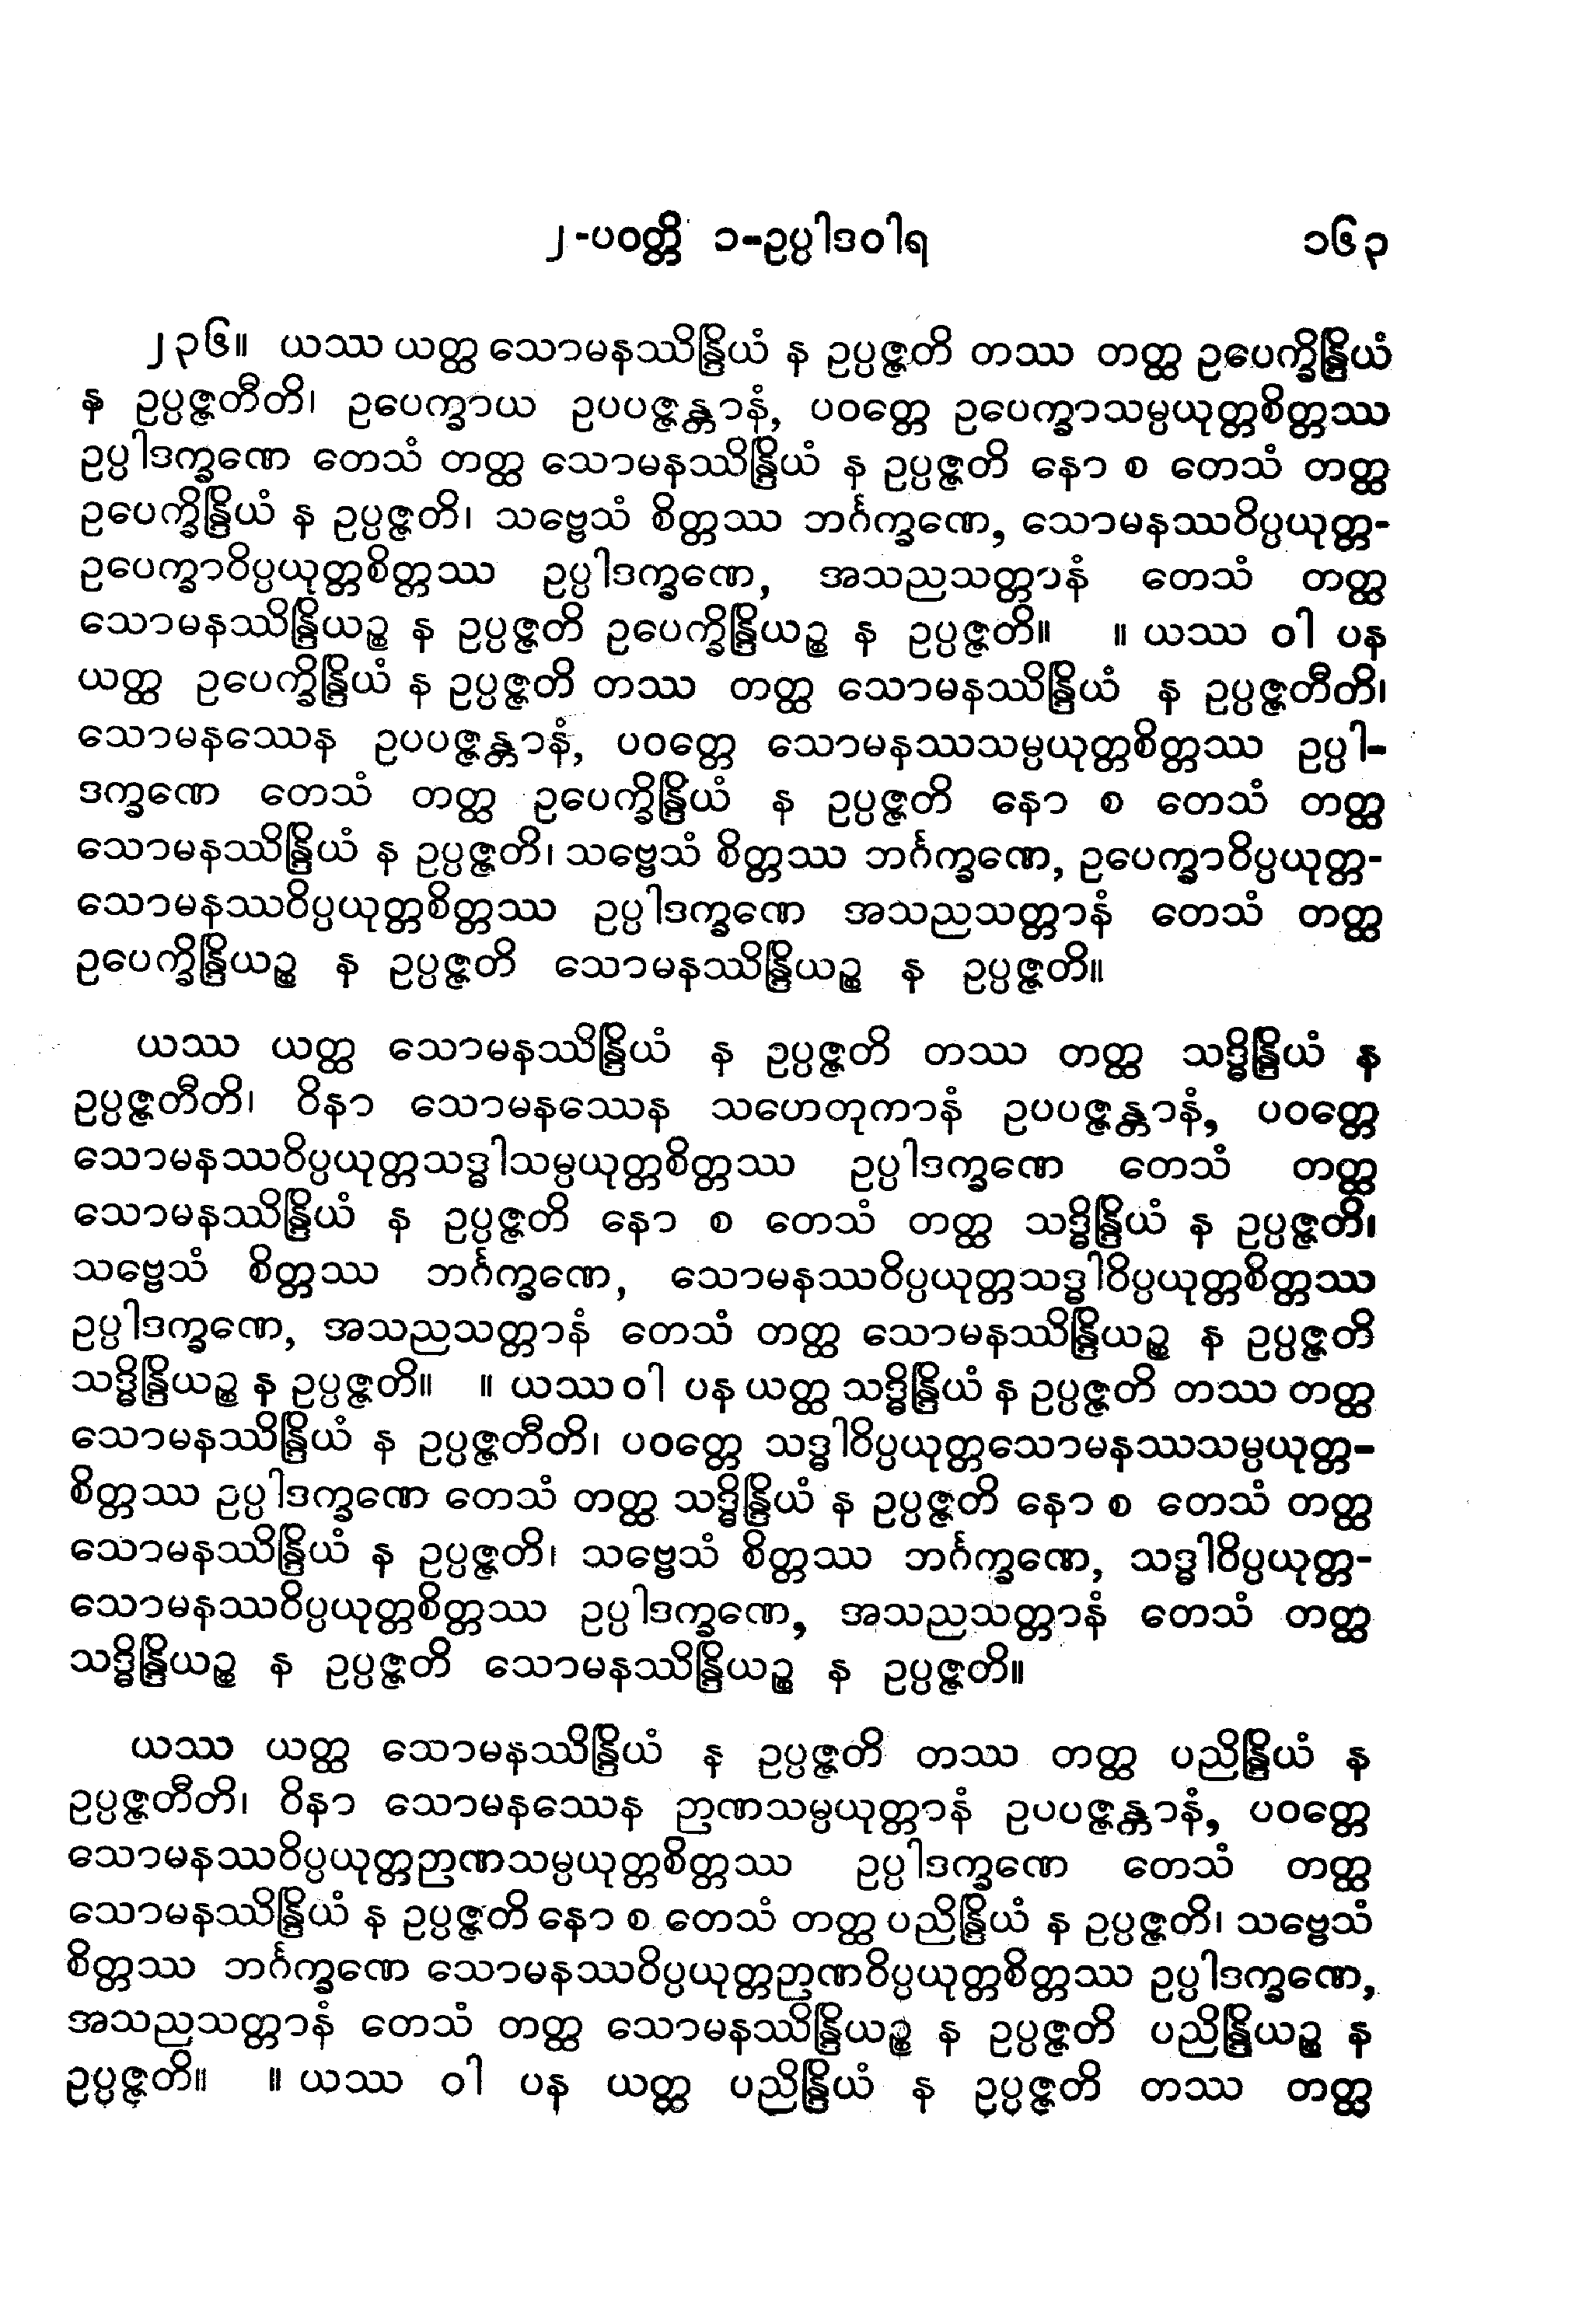 ၂-ပဝတ္တိ ၁-ဥပ္ပါဒဝါရ ၁၆၃
၂၃၆။ ယဿ ယတ္ထ သောမနဿိန္ဒြိယံ န ဥပ္ပဇ္ဇတိ တဿ တတ္ထ ဥပေက္ခိန္ဒြိယံ
န ဥပ္ပဇ္ဇတီတိ၊ ဥပေက္ခာယ ဥပပဇ္ဇန္တာနံ, ပဝတ္တေ ဥပေက္ခာသမ္ပယုတ္တစိတ္တဿ
ဥပ္ပါဒက္ခဏေ တေသံ တတ္ထ သောမနဿိန္ဒြိယံ န ဥပ္ပဇ္ဇတိ နော စ တေသံ တတ္ထ
ဥပေက္ခိန္ဒြိယံ န ဥပ္ပဇ္ဇတိ၊ သဗ္ဗေသံ စိတ္တဿ ဘင်္ဂက္ခဏေ, သောမနဿဝိပ္ပယုတ္တ-
ဥပေက္ခာဝိပ္ပယုတ္တစိတ္တဿ ဥပ္ပါဒက္ခဏေ, အသညသတ္တာနံ တေသံ တတ္ထ
သောမနဿိန္ဒြိယဉ္စ န ဥပ္ပဇ္ဇတိ ဥပေက္ခိန္ဒြိယဉ္စ န ဥပ္ပဇ္ဇတိ။ ။ ယဿ ဝါ ပန
ယတ္ထ ဥပေက္ခိန္ဒြိယံ န ဥပ္ပဇ္ဇတိ တဿ တတ္ထ သောမနဿိန္ဒြိယံ န ဥပ္ပဇ္ဇတီတိ၊
သောမနဿေန ဥပပဇ္ဇန္တာနံ, ပဝတ္တေ သောမနဿသမ္ပယုတ္တစိတ္တဿ ဥပ္ပါ-
ဒက္ခဏေ တေသံ တတ္ထ ဥပေက္ခိန္ဒြိယံ န ဥပ္ပဇ္ဇတိ နော စ တေသံ တတ္ထ
သောမနဿိန္ဒြိယံ န ဥပ္ပဇ္ဇတိ၊ သဗ္ဗေသံ စိတ္တဿ ဘင်္ဂက္ခဏေ, ဥပေက္ခာဝိပ္ပယုတ္တ-
သောမနဿဝိပ္ပယုတ္တစိတ္တဿ ဥပ္ပါဒက္ခဏေ အသညသတ္တာနံ တေသံ တတ္ထ
ဥပေက္ခိန္ဒြိယဉ္စ န ဥပ္ပဇ္ဇတိ သောမနဿိန္ဒြိယဉ္စ န ဥပ္ပဇ္ဇတိ။
ယဿ ယတ္ထ သောမနဿိန္ဒြိယံ န ဥပ္ပဇ္ဇတိ တဿ တတ္ထ သဒ္ဓိန္ဒြိယံ န
ဥပ္ပဇ္ဇတီတိ၊ ဝိနာ သောမနဿေန သဟေတုကာနံ ဥပပဇ္ဇန္တာနံ, ပဝတ္တေ
သောမနဿဝိပ္ပယုတ္တသဒ္ဓါသမ္ပယုတ္တစိတ္တဿ ဥပ္ပါဒက္ခဏေ တေသံ တတ္ထ
သောမနဿိန္ဒြိယံ န ဥပ္ပဇ္ဇတိ နော စ တေသံ တတ္ထ သဒ္ဓိန္ဒြိယံ န ဥပ္ပဇ္ဇတိ၊
သဗ္ဗေသံ စိတ္တဿ ဘင်္ဂက္ခဏေ, သောမနဿဝိပ္ပယုတ္တသဒ္ဓါဝိပ္ပယုတ္တစိတ္တဿ
ဥပ္ပါဒက္ခဏေ, အသညသတ္တာနံ တေသံ တတ္ထ သောမနဿိန္ဒြိယဉ္စ န ဥပ္ပဇ္ဇတိ
သဒ္ဓိန္ဒြိယဉ္စ န ဥပ္ပဇ္ဇတိ။ ။ ယဿ ဝါ ပန ယတ္ထ သဒ္ဓိန္ဒြိယံ န ဥပ္ပဇ္ဇတိ တဿ တတ္ထ
သောမနဿိန္ဒြိယံ န ဥပ္ပဇ္ဇတီတိ၊ ပဝတ္တေ သဒ္ဓါဝိပ္ပယုတ္တသောမနဿသမ္ပယုတ္တ-
စိတ္တဿ ဥပ္ပါဒက္ခဏေ တေသံ တတ္ထ သဒ္ဓိန္ဒြိယံ န ဥပ္ပဇ္ဇတိ နော စ တေသံ တတ္ထ
သောမနဿိန္ဒြိယံ န ဥပ္ပဇ္ဇတိ၊ သဗ္ဗေသံ စိတ္တဿ ဘင်္ဂက္ခဏေ, သဒ္ဓါဝိပ္ပယုတ္တ-
သောမနဿဝိပ္ပယုတ္တစိတ္တဿ ဥပ္ပါဒက္ခဏေ, အသညသတ္တာနံ တေသံ တတ္ထ
သဒ္ဓိန္ဒြိယဉ္စ န ဥပ္ပဇ္ဇတိ သောမနဿိန္ဒြိယဉ္စ န ဥပ္ပဇ္ဇတိ။
ယဿ ယတ္ထ သောမနဿိန္ဒြိယံ န ဥပ္ပဇ္ဇတိ တဿ တတ္ထ ပညိန္ဒြိယံ န
ဥပ္ပဇ္ဇတီတိ၊ ဝိနာ သောမနဿေန ဉာဏသမ္ပယုတ္တာနံ ဥပပဇ္ဇန္တာနံ, ပဝတ္တေ
သောမနဿဝိပ္ပယုတ္တဉာဏသမ္ပယုတ္တစိတ္တဿ ဥပ္ပါဒက္ခဏေ တေသံ တတ္ထ
သောမနဿိန္ဒြိယံ န ဥပ္ပဇ္ဇတိ နော စ တေသံ တတ္ထ ပညိန္ဒြိယံ န ဥပ္ပဇ္ဇတိ၊ သဗ္ဗေသံ
စိတ္တဿ ဘင်္ဂက္ခဏေ သောမနဿဝိပ္ပယုတ္တဉာဏဝိပ္ပယုတ္တစိတ္တဿ ဥပ္ပါဒက္ခဏေ,
အသညသတ္တာနံ တေသံ တတ္ထ သောမနဿိန္ဒြိယဉ္စ န ဥပ္ပဇ္ဇတိ ပညိန္ဒြိယဉ္စ န
ဥပ္ပဇ္ဇတိ။ ။ ယဿ ဝါ ပန ယတ္ထ ပညိန္ဒြိယံ န ဥပ္ပဇ္ဇတိ တဿ တတ္ထ